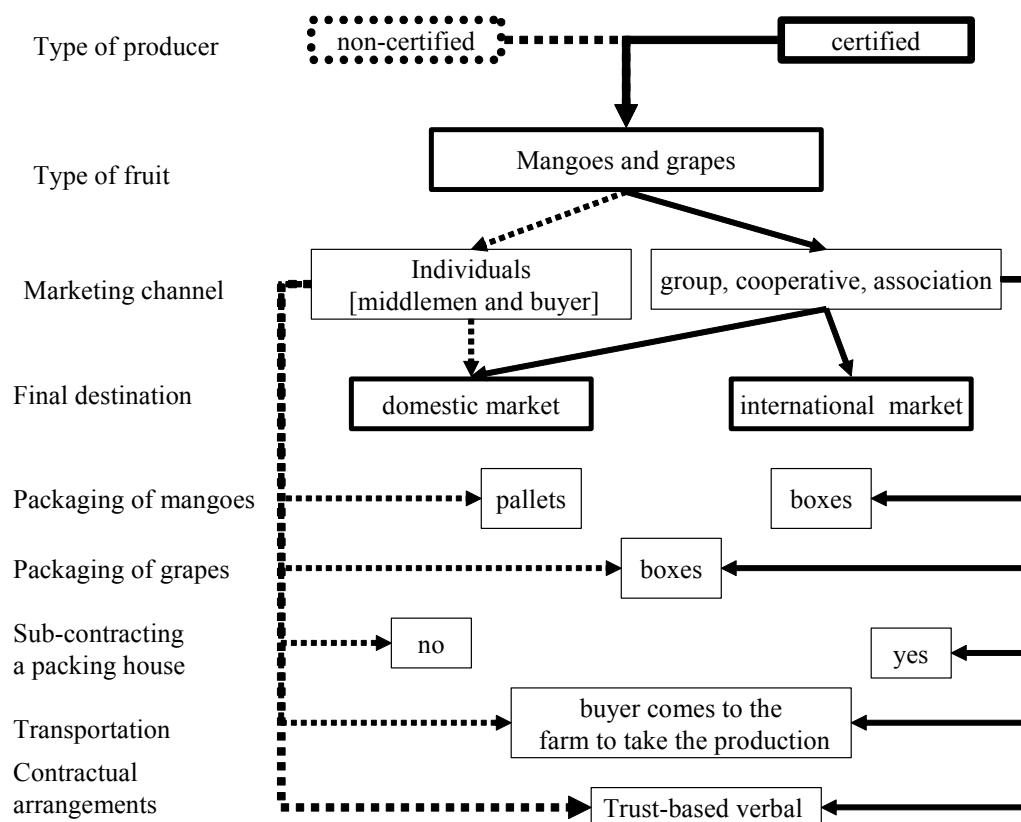 Type of producer
non-certified
certified
Type of fruit
Mangoes and grapes
Marketing channel
Individuals
[middlemen and buyer]
group, cooperative, association
Final destination
domestic market
international market
Packaging of mangoes
pallets
boxes
Packaging of grapes
boxes
Sub-contracting
a packing house
no
yes
Transportation
buyer comes to the
farm to take the production
Contractual
arrangements
Trust-based verbal